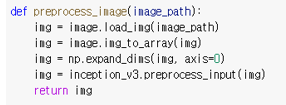 def preprocess_image(image_path):
    img = image.load_img(image_path)
    img = image.img_to_array(img)
    img = np.expand_dims(img, axis=0)
    img = inception_v3.preprocess_input(img)
    return img